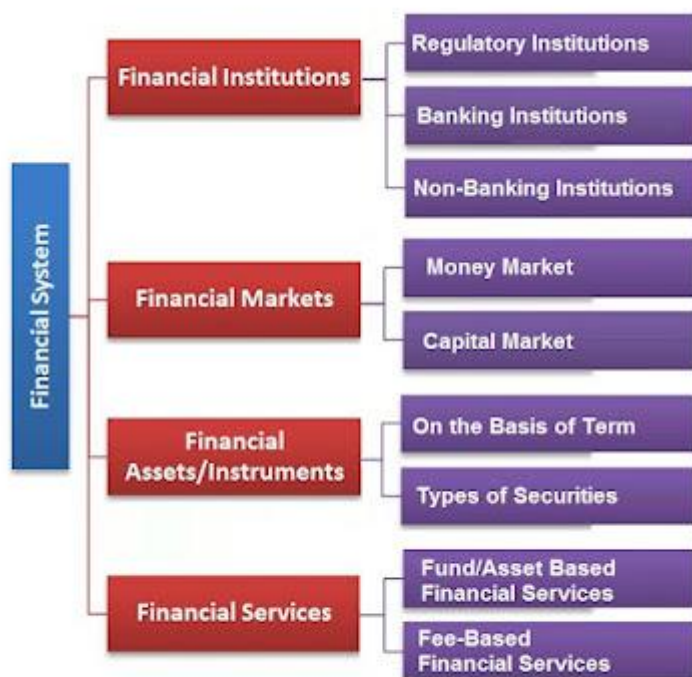 Financial System
Financial Institutions
Regulatory Institutions
Banking Institutions
Non-Banking Institutions
Financial Markets
Money Market
Capital Market
Financial
Assets/Instruments
On the Basis of Term
Types of Securities
Financial Services
Fund/Asset Based
Financial Services
Fee-Based
Financial Services